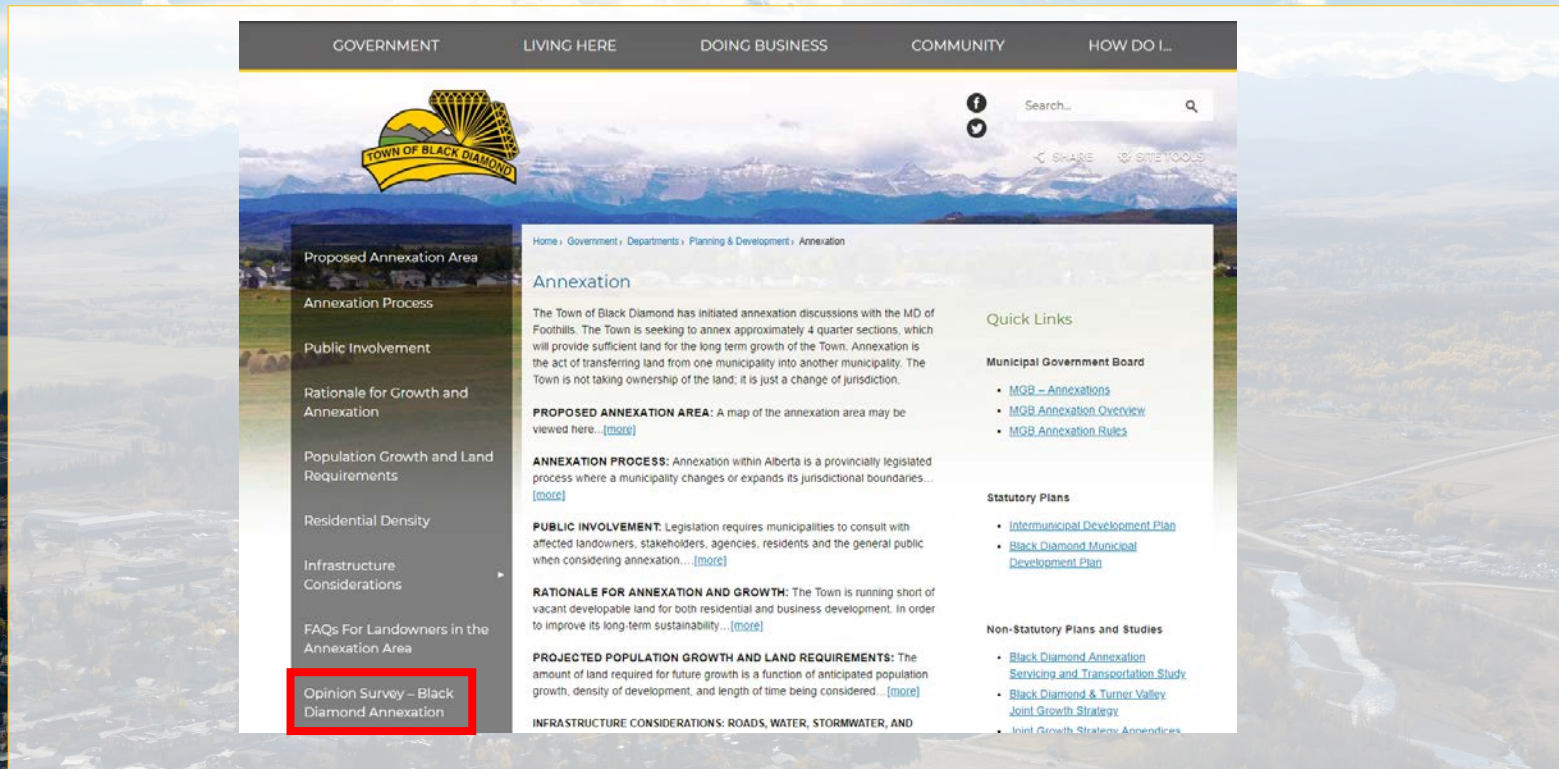 GOVERNMENT LIVING HERE DOING BUSINESS COMMUNITY HOW DO I...
TOWN OF BLACK DIAMOND
Search...
SHARE SITE TOOLS
Proposed Annexation Area
Annexation Process
Public Involvement
Rationale for Growth and
Annexation
Population Growth and Land
Requirements
Residential Density
Infrastructure
Considerations
FAQs For Landowners in the
Annexation Area
Opinion Survey – Black
Diamond Annexation
Home › Government › Departments › Planning & Development › Annexation
Annexation
The Town of Black Diamond has initiated annexation discussions with the MD of
Foothills. The Town is seeking to annex approximately 4 quarter sections, which
will provide sufficient land for the long term growth of the Town. Annexation is
the act of transferring land from one municipality into another municipality. The
Town is not taking ownership of the land; it is just a change of jurisdiction.
PROPOSED ANNEXATION AREA: A map of the annexation area may be
viewed here...[more]
ANNEXATION PROCESS: Annexation within Alberta is a provincially legislated
process where a municipality changes or expands its jurisdictional boundaries...
[more]
PUBLIC INVOLVEMENT: Legislation requires municipalities to consult with
affected landowners, stakeholders, agencies, residents and the general public
when considering annexation....[more]
RATIONALE FOR ANNEXATION AND GROWTH: The Town is running short of
vacant developable land for both residential and business development. In order
to improve its long-term sustainability...[more]
PROJECTED POPULATION GROWTH AND LAND REQUIREMENTS: The
amount of land required for future growth is a function of anticipated population
growth, density of development, and length of time being considered...[more]
INFRASTRUCTURE CONSIDERATIONS: ROADS, WATER, STORMWATER, AND
Quick Links
Municipal Government Board
• MGB – Annexations
• MGB Annexation Overview
• MGB Annexation Rules
Statutory Plans
• Intermunicipal Development Plan
• Black Diamond Municipal
Development Plan
Non-Statutory Plans and Studies
• Black Diamond Annexation
Servicing and Transportation Study
• Black Diamond & Turner Valley
Joint Growth Strategy
• Joint Growth Strategy Appendices